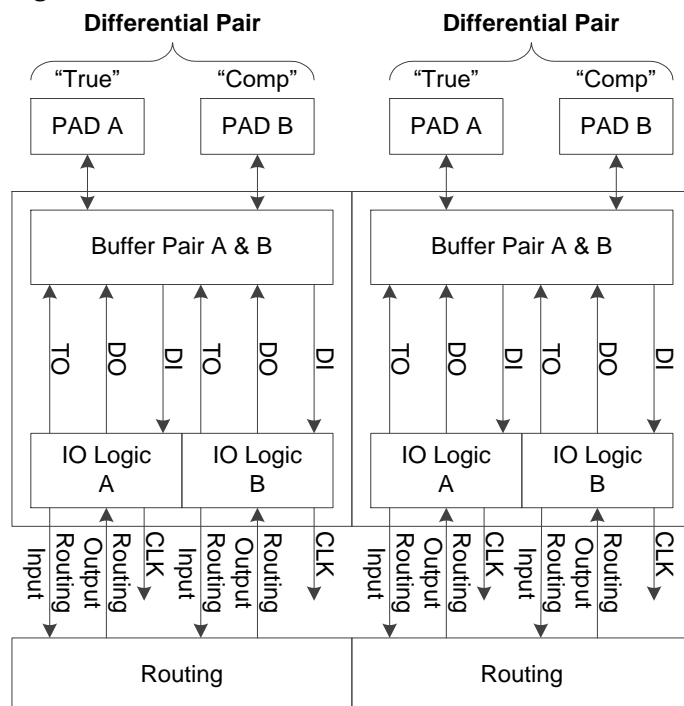 Differential Pair Differential Pair
“True” “Comp” “True” “Comp”
PAD A PAD B PAD A PAD B
Buffer Pair A & B Buffer Pair A & B
TO DO DI TO DO DI TO DO DI TO DO DI
IO Logic A IO Logic B IO Logic A IO Logic B
Routing Input Routing Output CLK Routing Input Routing Output CLK Routing Input Routing Output CLK Routing Input Routing Output CLK
Routing Routing